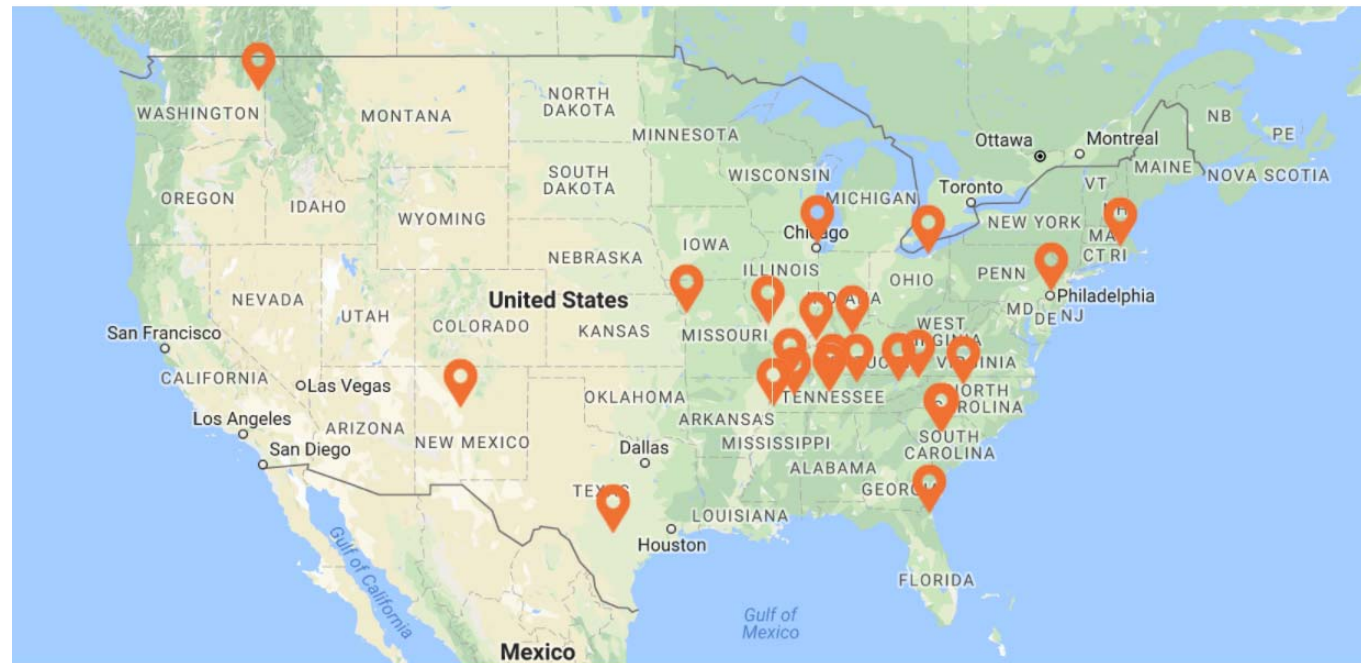 WASHINGTON
MONTANA
NORTH
DAKOTA
MINNESOTA
Ottawa
Montreal
NB
PE
MAINE
NOVA SCOTIA
SOUTH
DAKOTA
WISCONSIN
MICHIGAN
Toronto
VT
OREGON
IDAHO
WYOMING
NEW YORK
IOWA
MA
CT RI
NEBRASKA
ILLINOIS
OHIO
PENN
NEVADA
UTAH
United States
Philadelphia
MD
DE
NJ
San Francisco
COLORADO
KANSAS
MISSOURI
WEST
CALIFORNIA
Las Vegas
OKLAHOMA
TENNESSEE
NORTH
Los Angeles
ARIZONA
NEW MEXICO
ARKANSAS
San Diego
Dallas
MISSISSIPPI
SOUTH
CAROLINA
ALABAMA
LOUISIANA
Houston
FLORIDA
Gulf of
California
Gulf of
Mexico
Mexico